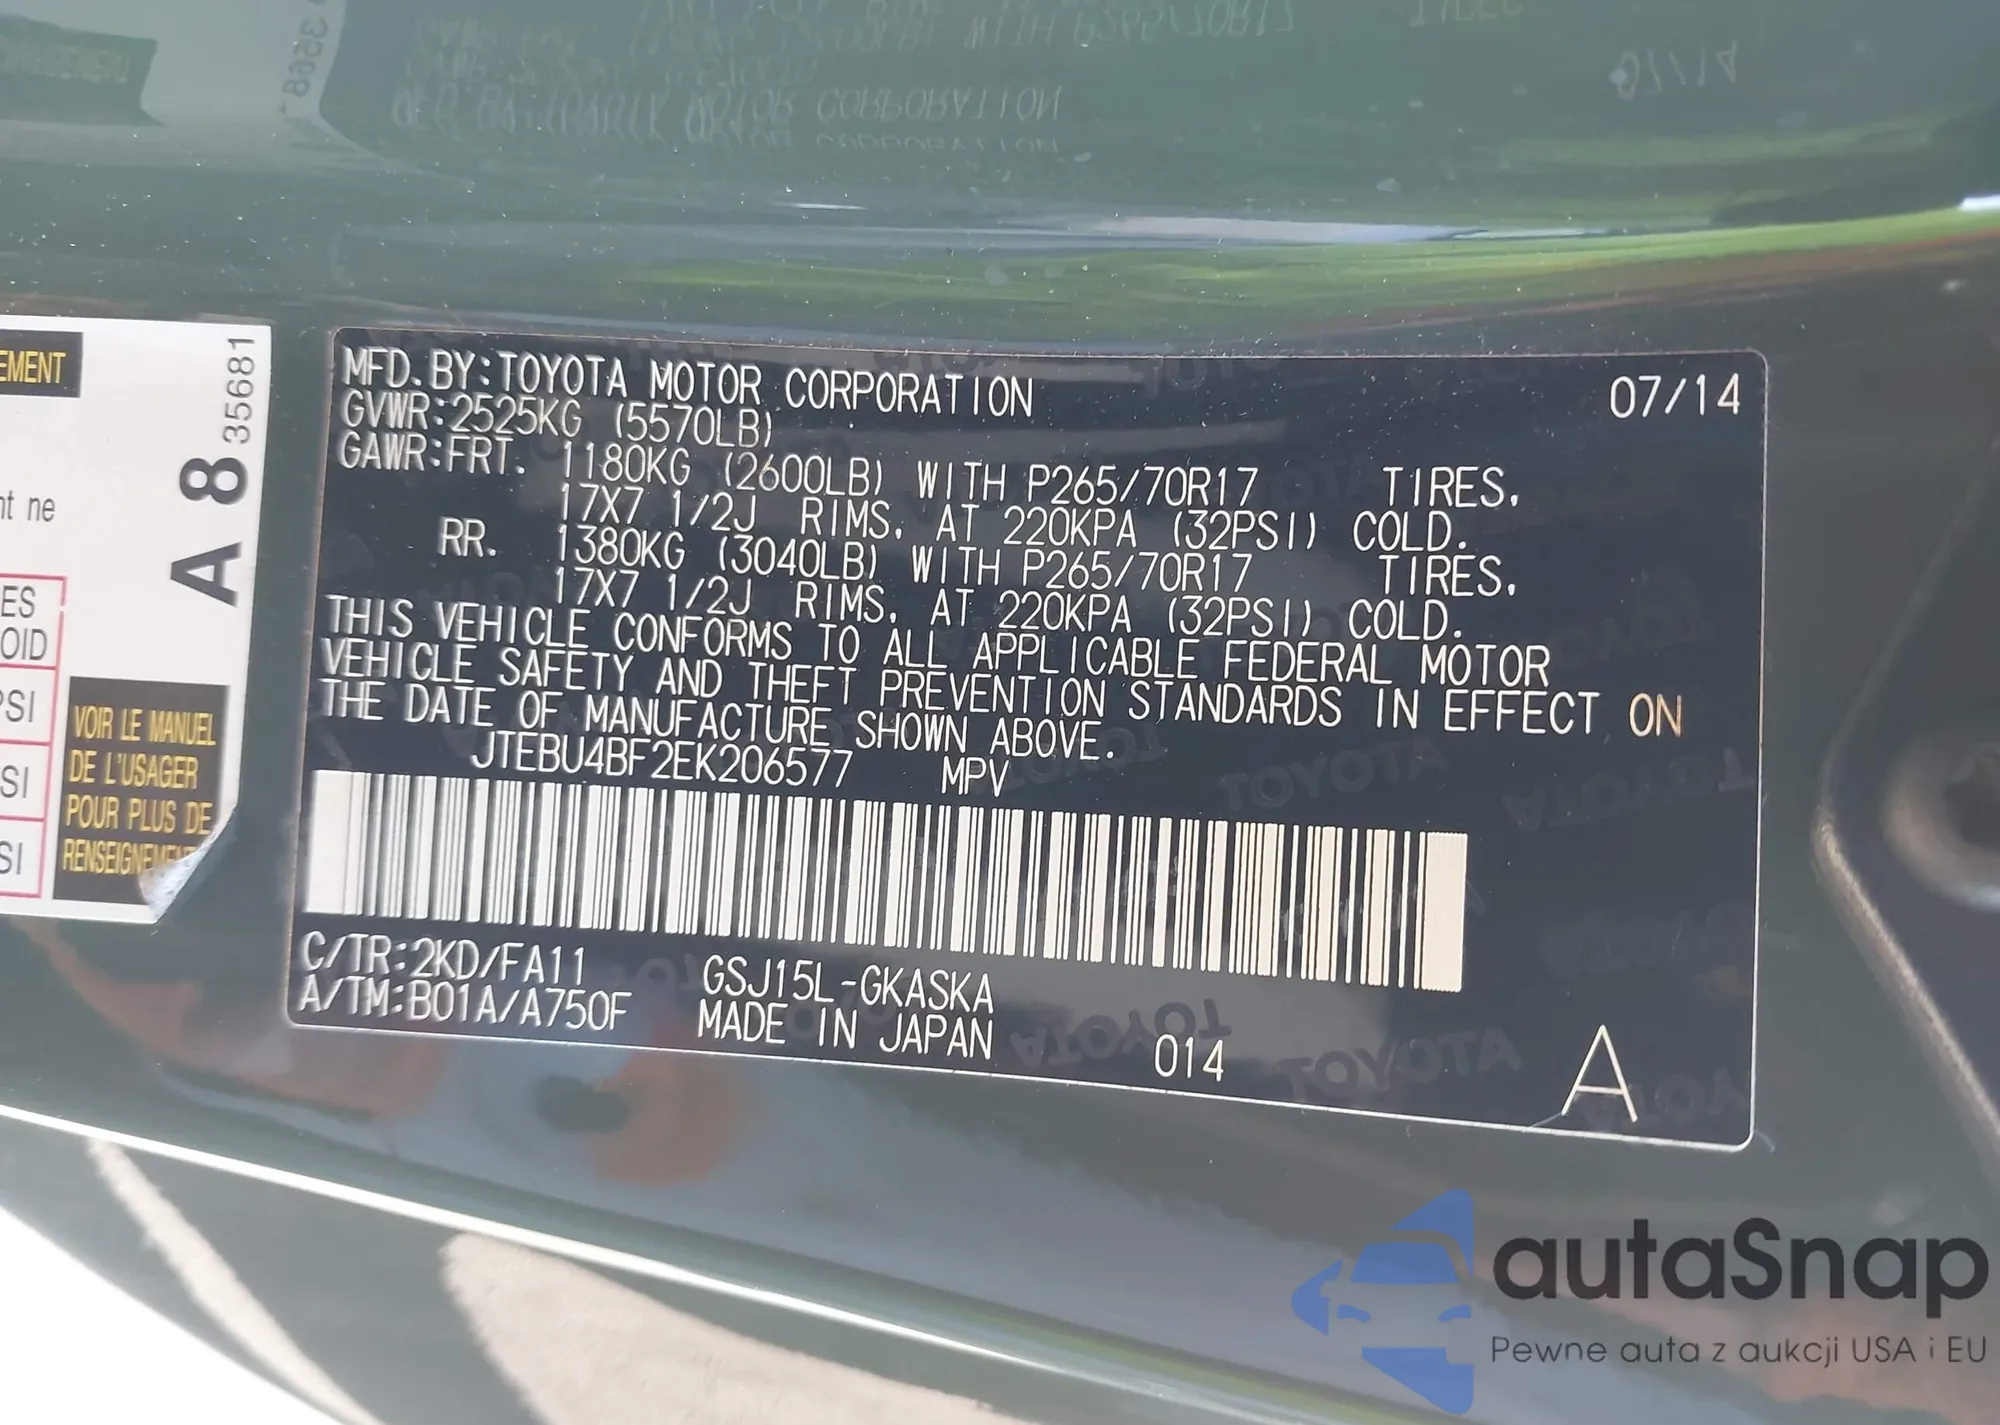 MFD.BY:TOYOTA MOTOR CORPORATION 07/14
GVWR:2525KG (5570LB)
GAWR:FRT. 1180KG (2600LB) WITH P265/70R17 TIRES.
17X7 1/2J RIMS, AT 220KPA (32PSI) COLD.
RR. 1380KG (3040LB) WITH P265/70R17 TIRES.
17X7 1/2J RIMS, AT 220KPA (32PSI) COLD.
THIS VEHICLE CONFORMS TO ALL APPLICABLE FEDERAL MOTOR
VEHICLE SAFETY AND THEFT PREVENTION STANDARDS IN EFFECT ON
THE DATE OF MANUFACTURE SHOWN ABOVE.
JTEBU4BF2EK206577 MPV
C/TR:2KD/FA11 GSJ15L-GKASKA
A/TM:B01A/A750F MADE IN JAPAN 014
A
EMENT
nt ne
A 8 35681
ES
OID
PSI
SI
SI
VOIR LE MANUEL
DE L'USAGER
POUR PLUS DE
autaSnap
Pewne auta z aukcji USA i EU